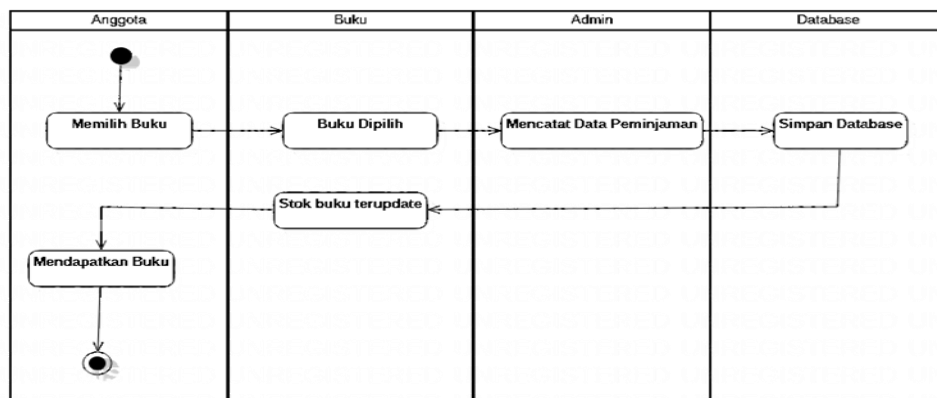 Anggota
Buku
Admin
Database
Memilih Buku
Buku Dipilih
Mencatat Data Peminjaman
Simpan Database
Stok buku terupdate
Mendapatkan Buku